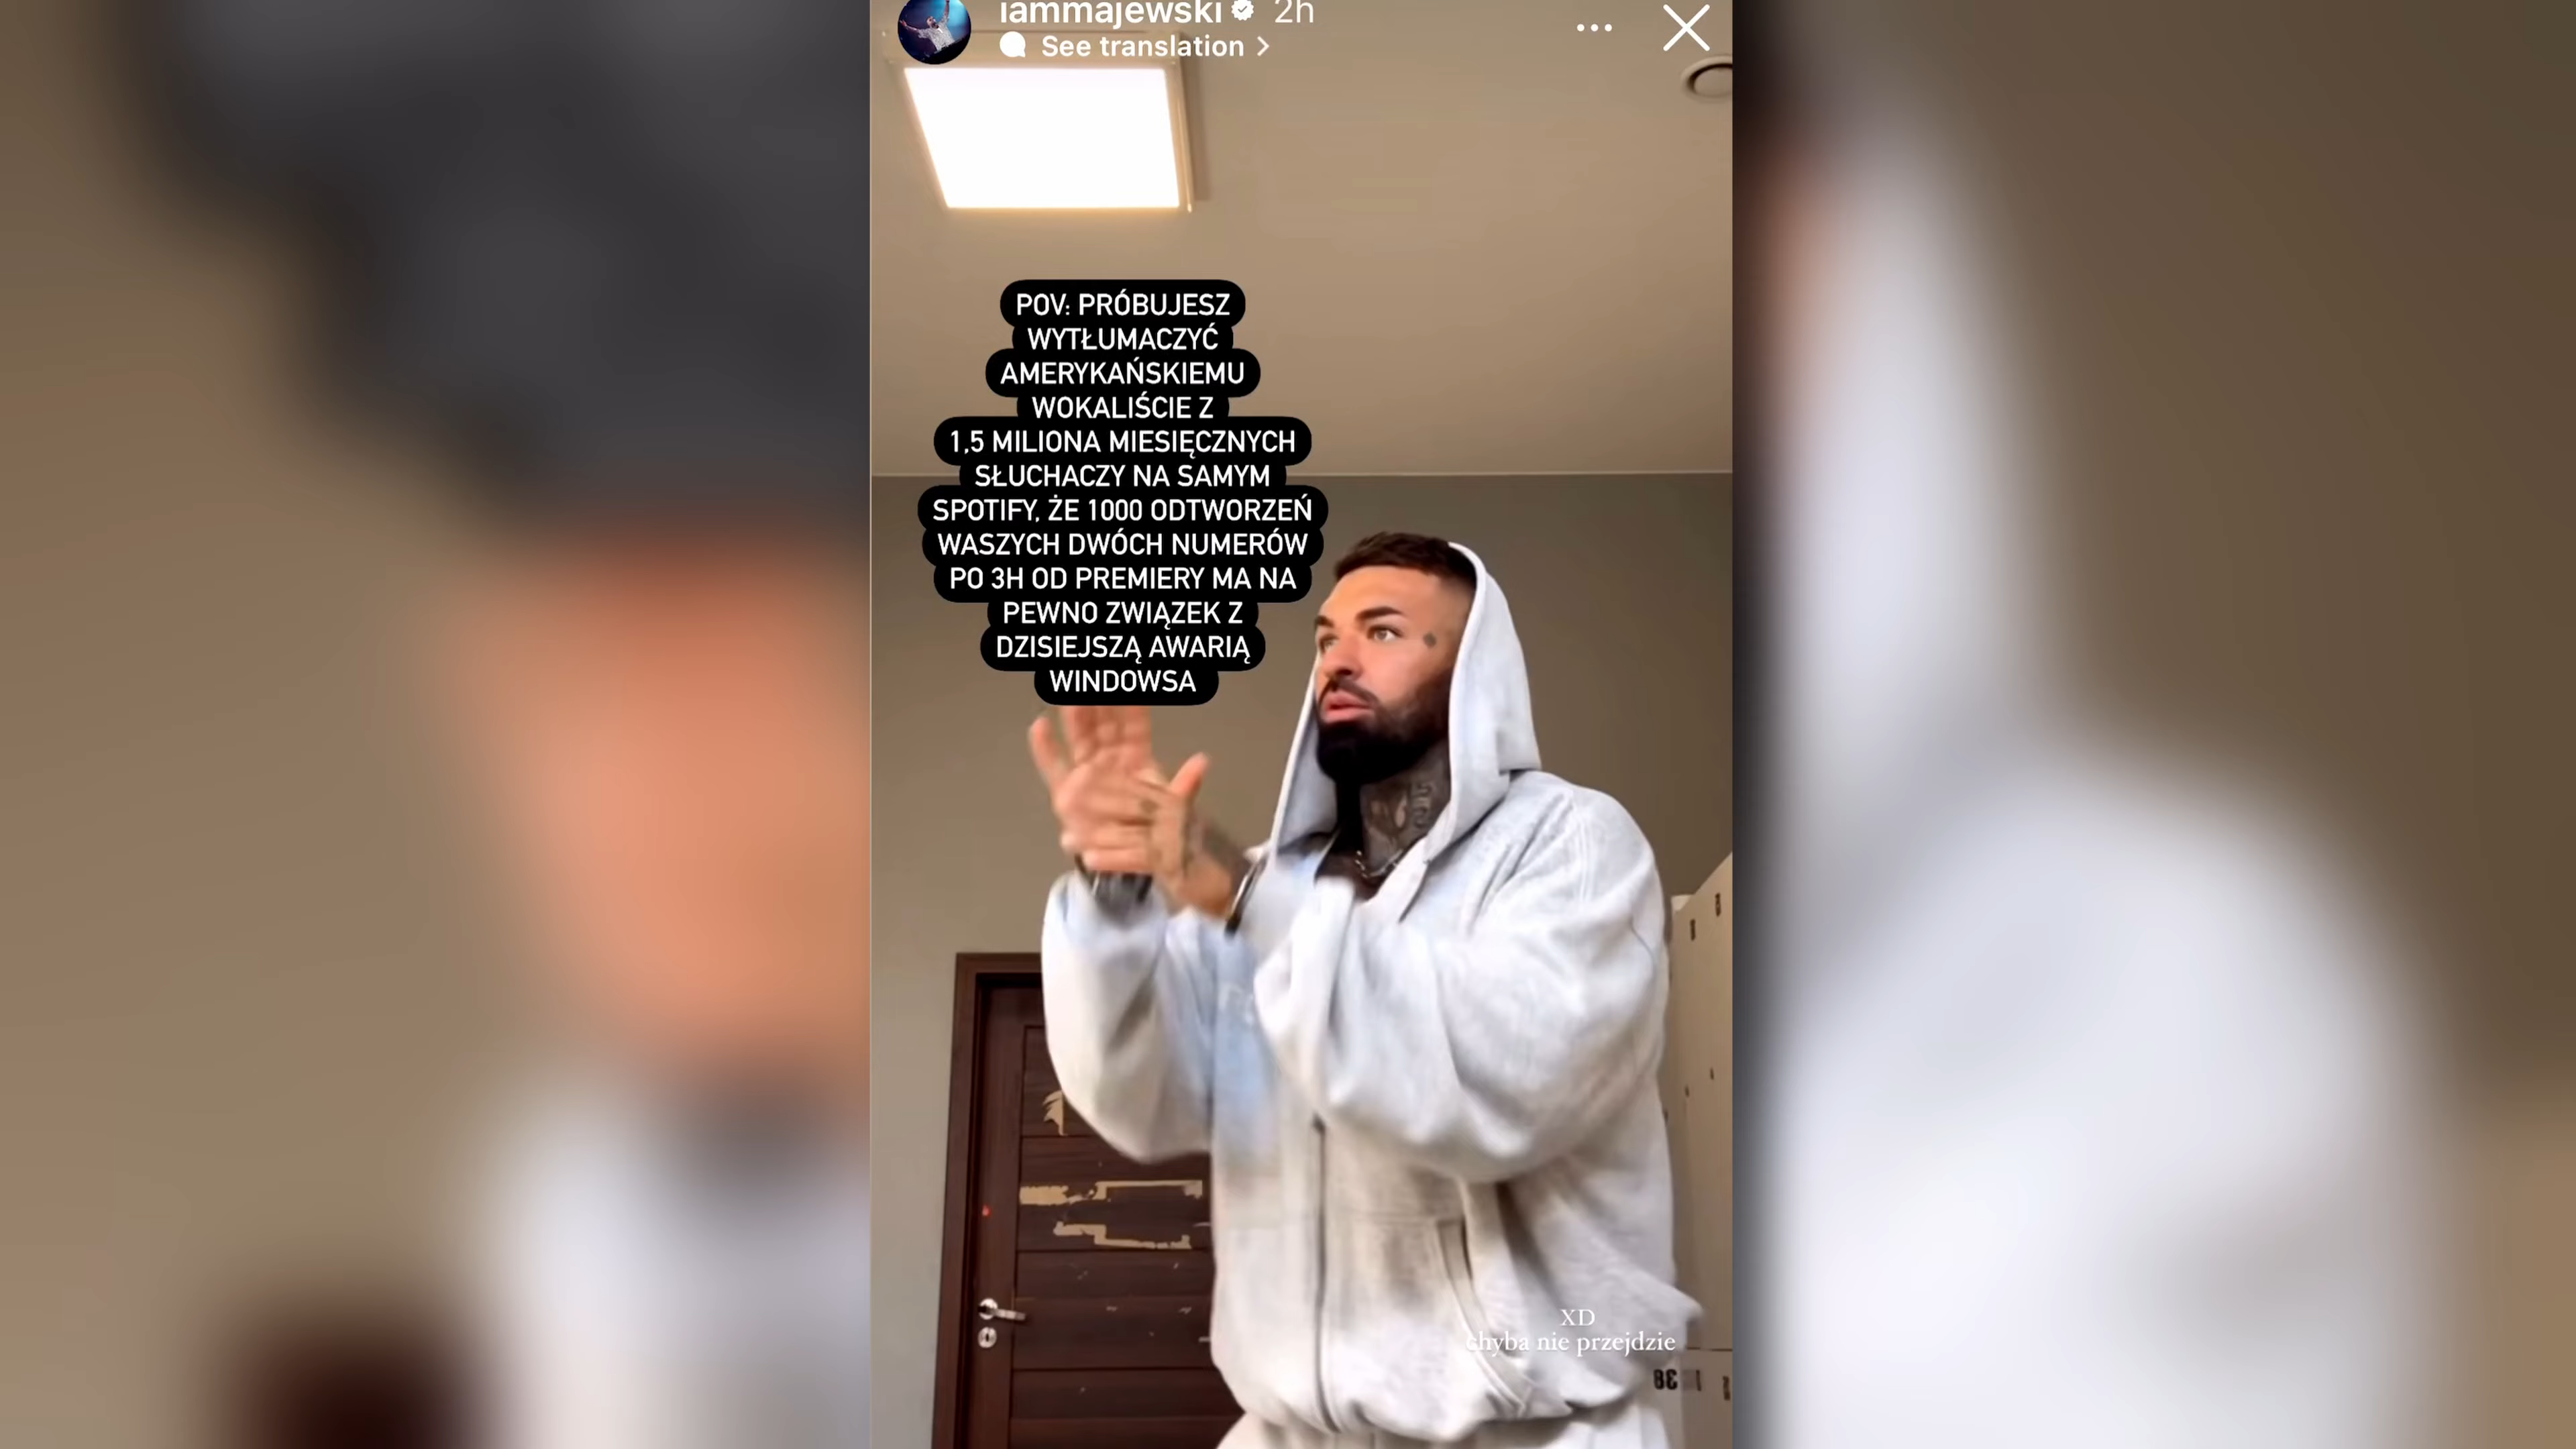 iammajewski 2h
See translation >
POV: PRÓBUJESZ
WYTŁUMACZYĆ
AMERYKAŃSKIEMU
WOKALIŚCIE Z
1,5 MILIONA MIESIĘCZNYCH
SŁUCHACZY NA SAMYM
SPOTIFY, ŻE 1000 ODTWORZEŃ
WASZYCH DWÓCH NUMERÓW
PO 3H OD PREMIERY MA NA
PEWNO ZWIĄZEK Z
DZISIEJSZĄ AWARIĄ
WINDOWSA
XD
chyba nie przejdzie
38